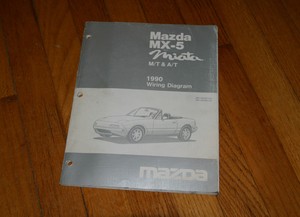 Mazda
MX-5
Miata
M/T & A/T
1990
Wiring Diagram
mazda